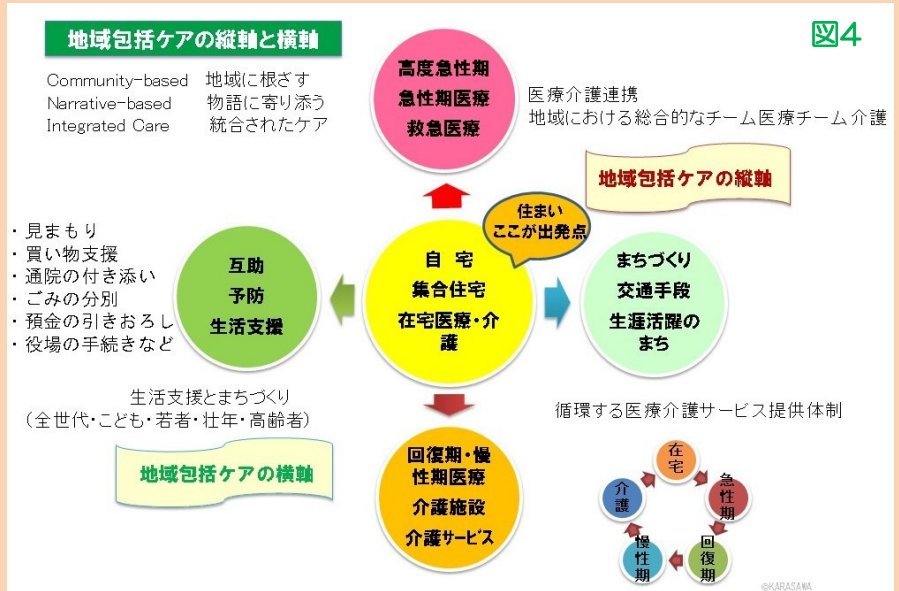 地域包括ケアの縦軸と横軸
図4
Community-based 地域に根ざす
Narrative-based 物語に寄り添う
Integrated Care 統合されたケア
高度急性期
急性期医療
救急医療
医療介護連携
地域における総合的なチーム医療チーム介護
地域包括ケアの縦軸
住まい
ここが出発点
・見まもり
・買い物支援
・通院の付き添い
・ごみの分別
・預金の引きおろし
・役場の手続きなど
互助
予防
生活支援
自 宅
集合住宅
在宅医療・介
護
まちづくり
交通手段
生涯活躍の
まち
生活支援とまちづくり
(全世代・こども・若者・壮年・高齢者)
地域包括ケアの横軸
回復期・慢
性期医療
介護施設
介護サービス
循環する医療介護サービス提供体制
在宅
急性期
回復期
慢性期
介護
©KARASAWA